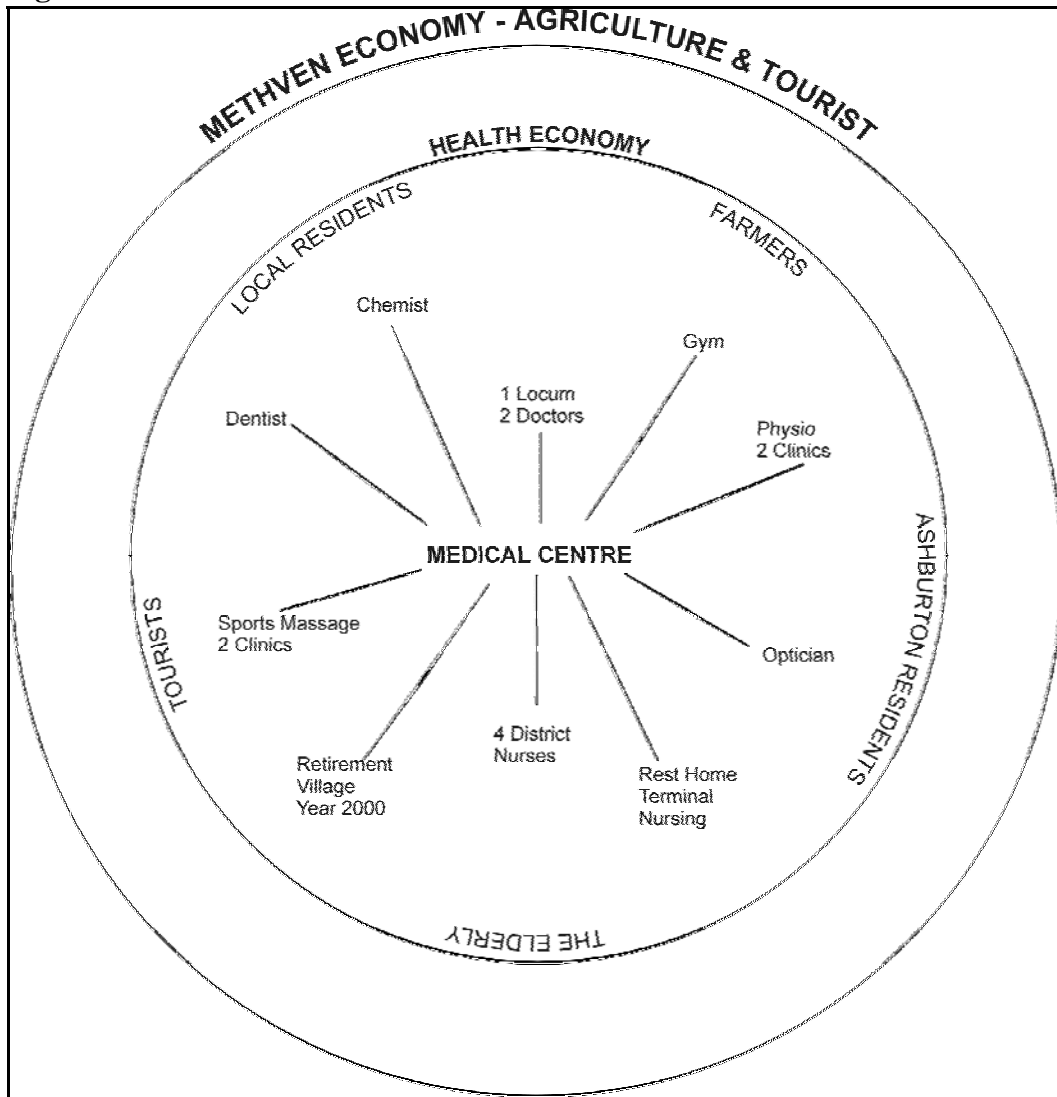 METHVEN ECONOMY - AGRICULTURE & TOURIST
HEALTH ECONOMY
LOCAL RESIDENTS
FARMERS
Chemist
Gym
1 Locum
2 Doctors
Dentist
Physio
2 Clinics
MEDICAL CENTRE
ASHBURTON RESIDENTS
TOURISTS
Sports Massage
2 Clinics
Optician
4 District
Nurses
Retirement
Village
Year 2000
Rest Home
Terminal
Nursing
THE ELDERLY